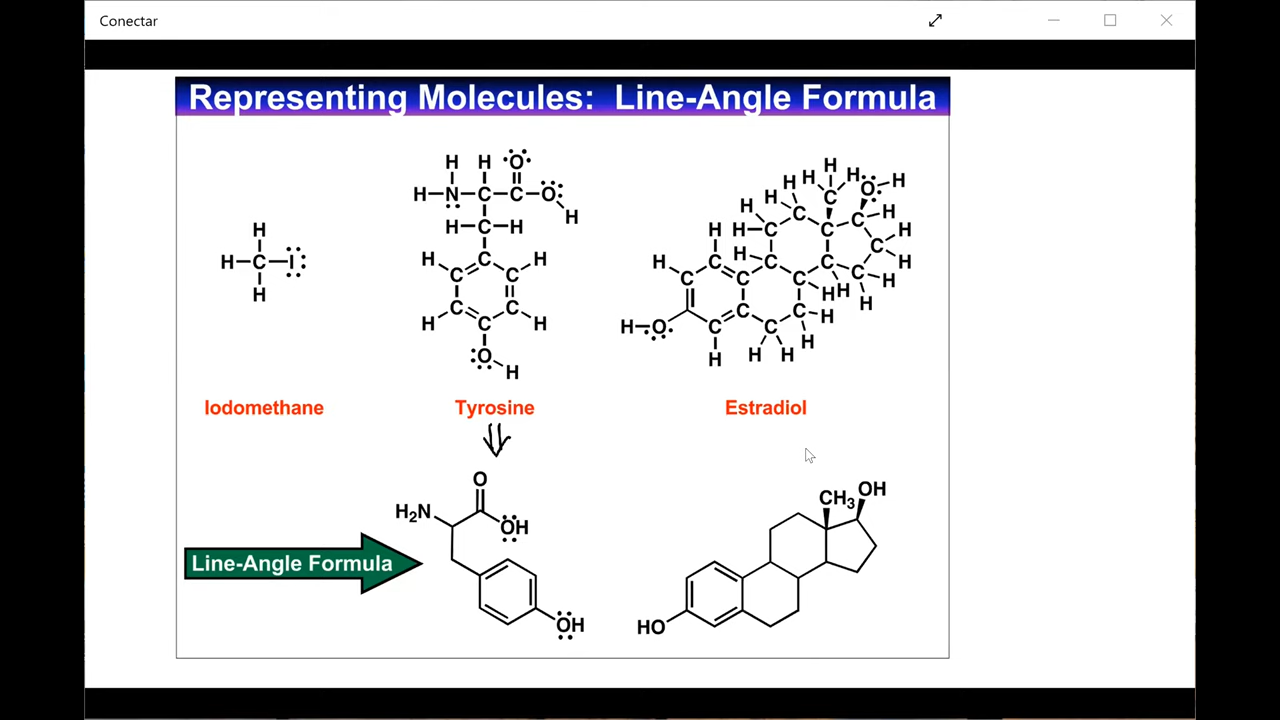 Conectar
Representing Molecules: Line-Angle Formula
H H O
H N C C O
H
H C H
H C H
C C
C C
H C H
O
H
H
H C I
H
H
H H C H O H
H H C C H
H C C C H
H C C C C H
H C C C C H H
C C C H H
H O C C C H
H H H H
Iodomethane
Tyrosine
Estradiol
O
H2N
OH
Line-Angle Formula
OH
CH3 OH
HO